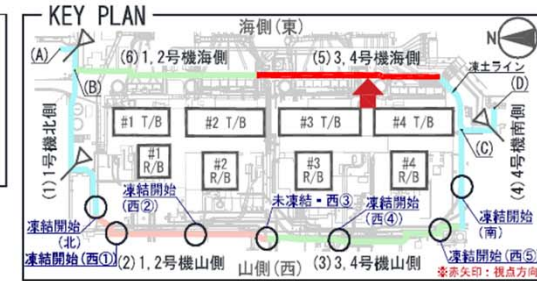 KEY PLAN
海側(東)
N
(A)
(6)1,2号機海側
(5)3,4号機海側
凍土ライン
(B)
(D)
#1 T/B
#2 T/B
#3 T/B
#4 T/B
(C)
(1)1号機北側
#1
R/B
#2
R/B
#3
R/B
#4
R/B
(4)4号機南側
凍結開始
(西②)
未凍結・西③
凍結開始
(西④)
凍結開始
(北)
凍結開始
(南)
凍結開始(西①)
(2)1,2号機山側
山側(西)
(3)3,4号機山側
凍結開始(西⑤)
※赤矢印:視点方向